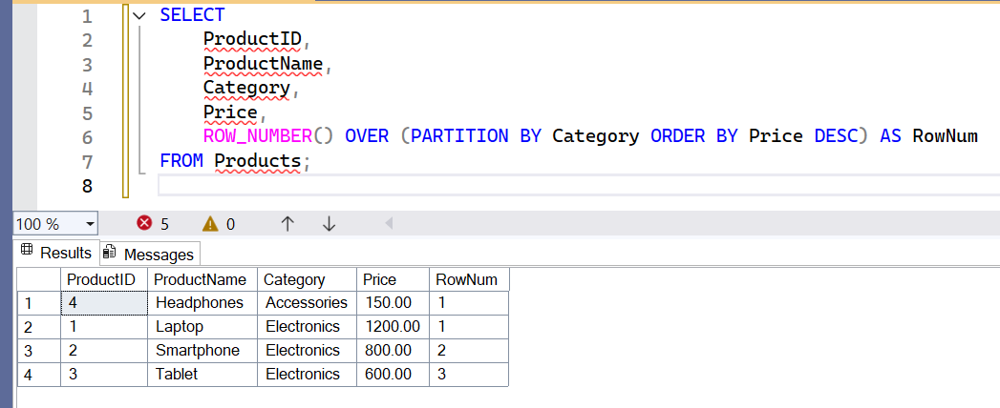 1 SELECT
2 ProductID,
3 ProductName,
4 Category,
5 Price,
6 ROW_NUMBER() OVER (PARTITION BY Category ORDER BY Price DESC) AS RowNum
7 FROM Products;
8
100 % 5 0
Results Messages
ProductID ProductName Category Price RowNum
1 4 Headphones Accessories 150.00 1
2 1 Laptop Electronics 1200.00 1
3 2 Smartphone Electronics 800.00 2
4 3 Tablet Electronics 600.00 3